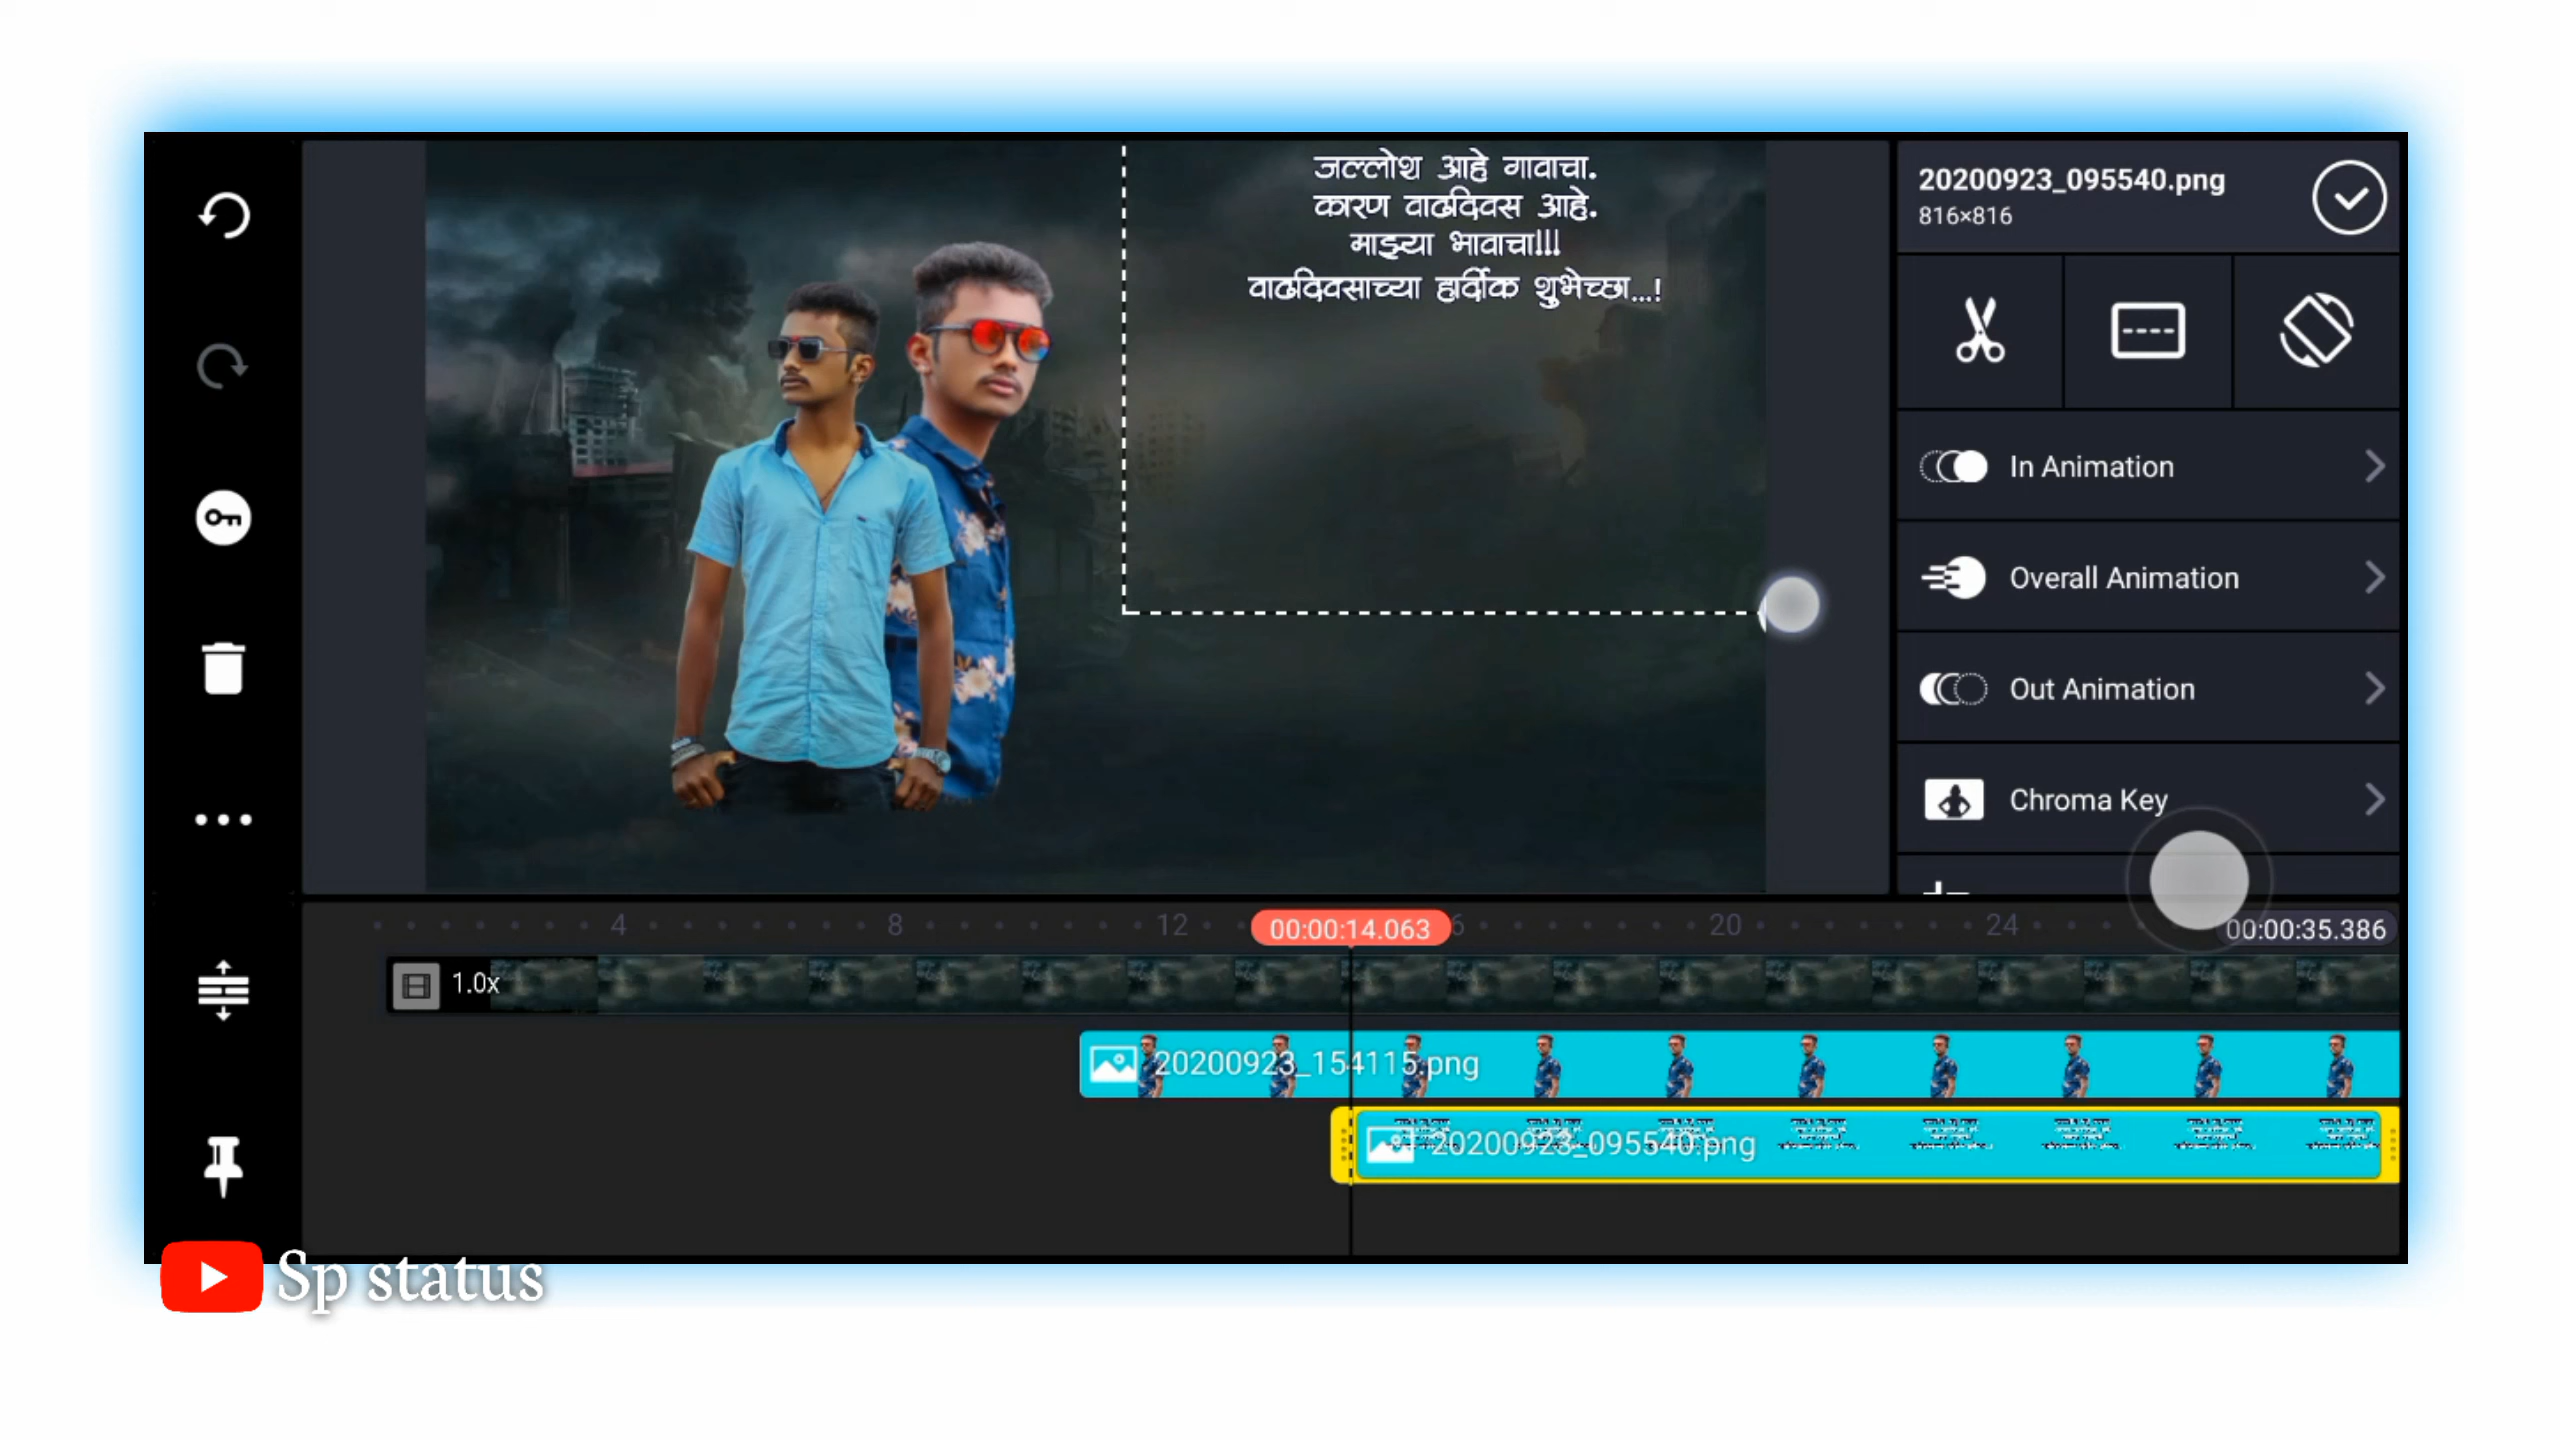 जल्लोश आहे गावाचा.
कारण वाढदिवस आहे.
माझ्या भावाचा!!!
वाढदिवसाच्या हार्दीक शुभेच्छा...!
20200923_095540.png
816×816
In Animation
Overall Animation
Out Animation
Chroma Key
4
8
12
00:00:14.063
6
20
24
00:00:35.386
1.0x
20200923_154115.png
20200923_095540.png
Sp status